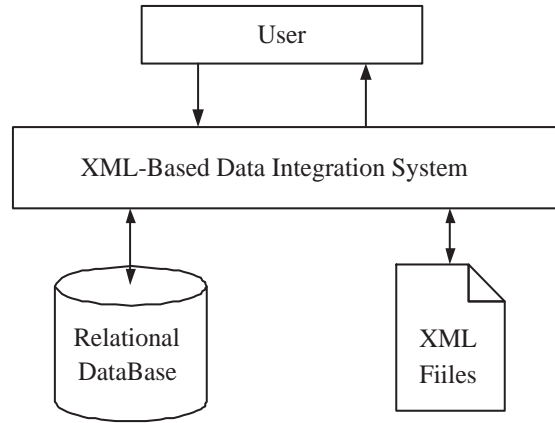 User
XML-Based Data Integration System
Relational
DataBase
XML
Fiiles